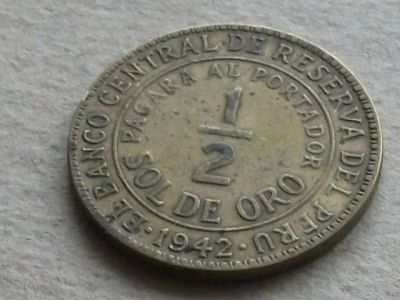 EL BANCO CENTRAL DE RESERVA DEL PERU
PAGARA AL PORTADOR
1/2
SOL DE ORO
·1942·